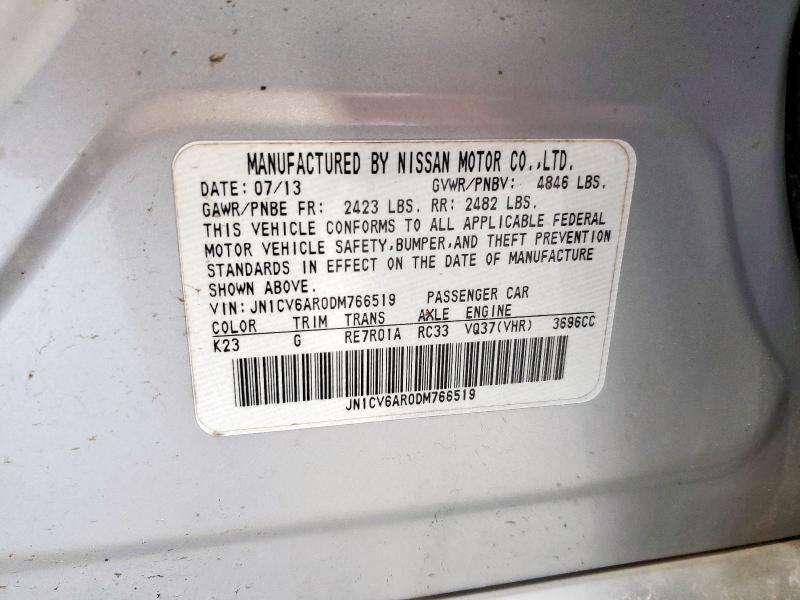 MANUFACTURED BY NISSAN MOTOR CO.,LTD.
DATE: 07/13 GVWR/PNBV: 4846 LBS.
GAWR/PNBE FR: 2423 LBS. RR: 2482 LBS.
THIS VEHICLE CONFORMS TO ALL APPLICABLE FEDERAL
MOTOR VEHICLE SAFETY,BUMPER,AND THEFT PREVENTION
STANDARDS IN EFFECT ON THE DATE OF MANUFACTURE
SHOWN ABOVE.
VIN: JN1CV6AR0DM766519 PASSENGER CAR
COLOR TRIM TRANS AXLE ENGINE
K23 G RE7R01A RC33 VQ37(VHR) 3696CC
JN1CV6AR0DM766519